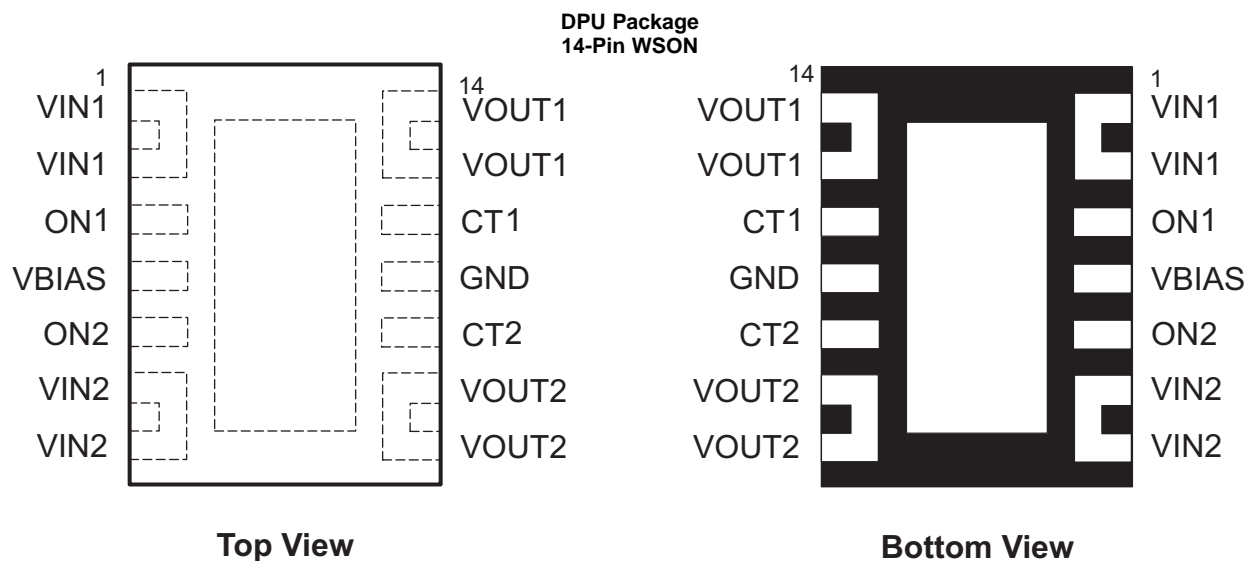 DPU Package
14-Pin WSON
1
VIN1
VIN1
ON1
VBIAS
ON2
VIN2
VIN2
14
VOUT1
VOUT1
CT1
GND
CT2
VOUT2
VOUT2
Top View
14
VOUT1
VOUT1
CT1
GND
CT2
VOUT2
VOUT2
1
VIN1
VIN1
ON1
VBIAS
ON2
VIN2
VIN2
Bottom View